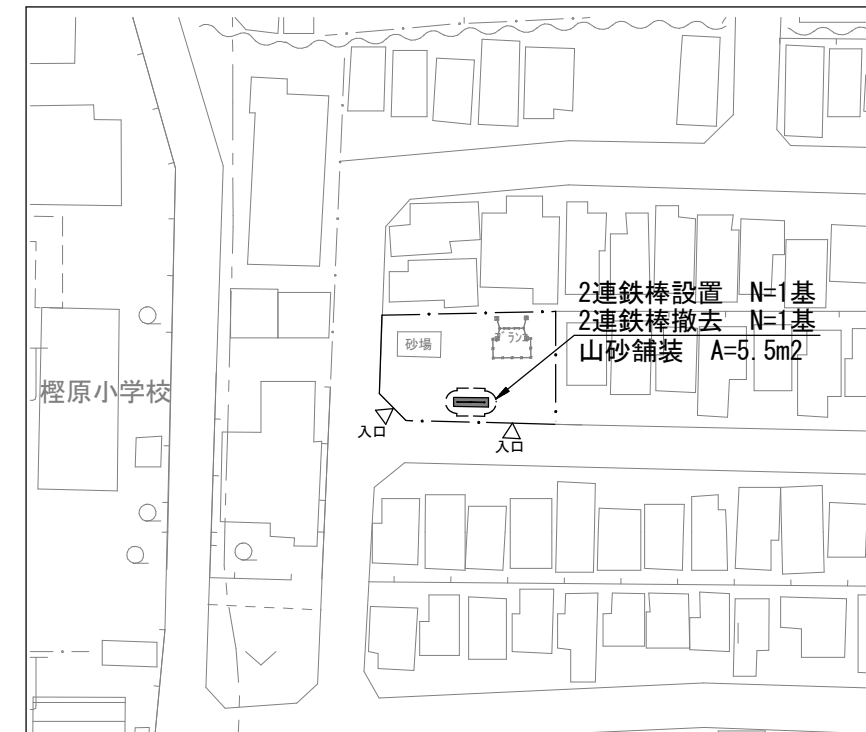 2連鉄棒設置 N=1基
2連鉄棒撤去 N=1基
砂場
山砂舗装 A=5.5m2
樫原小学校
入口
入口